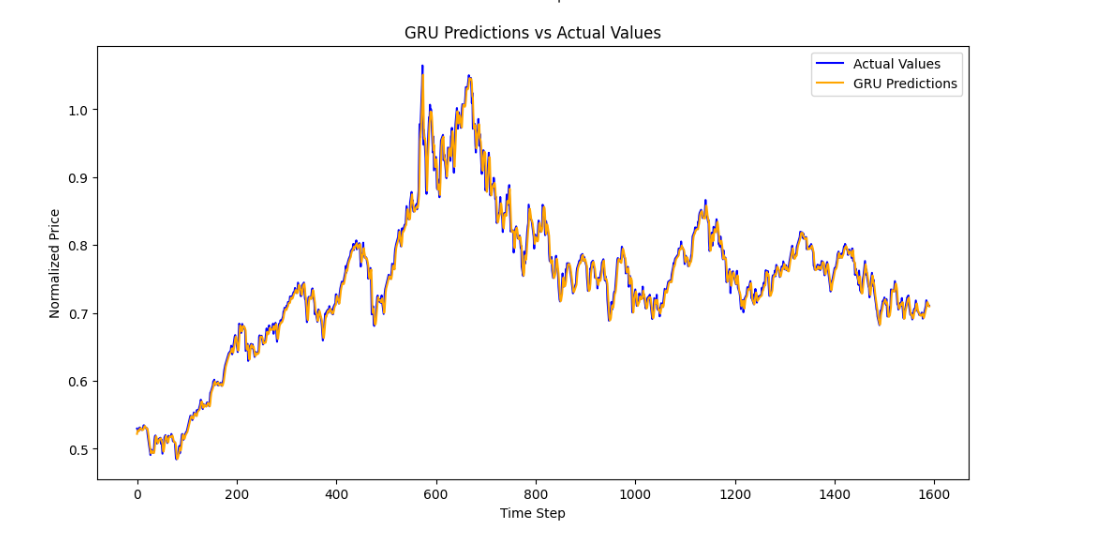 GRU Predictions vs Actual Values
Actual Values
GRU Predictions
Normalized Price
1.0
0.9
0.8
0.7
0.6
0.5
0 200 400 600 800 1000 1200 1400 1600
Time Step